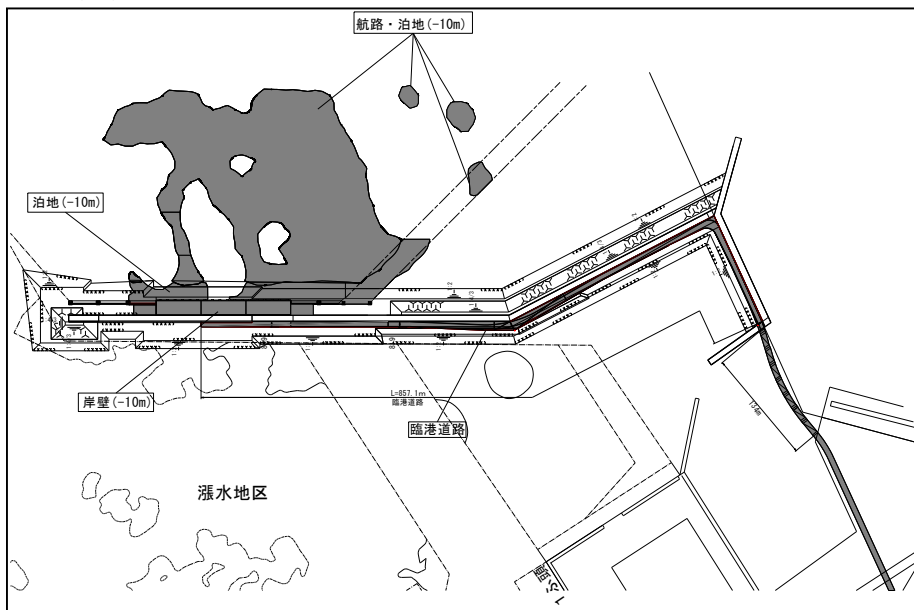 航路・泊地(-10m)
泊地(-10m)
岸壁(-10m)
L=857.1m
臨港道路
臨港道路
134m
漲水地区